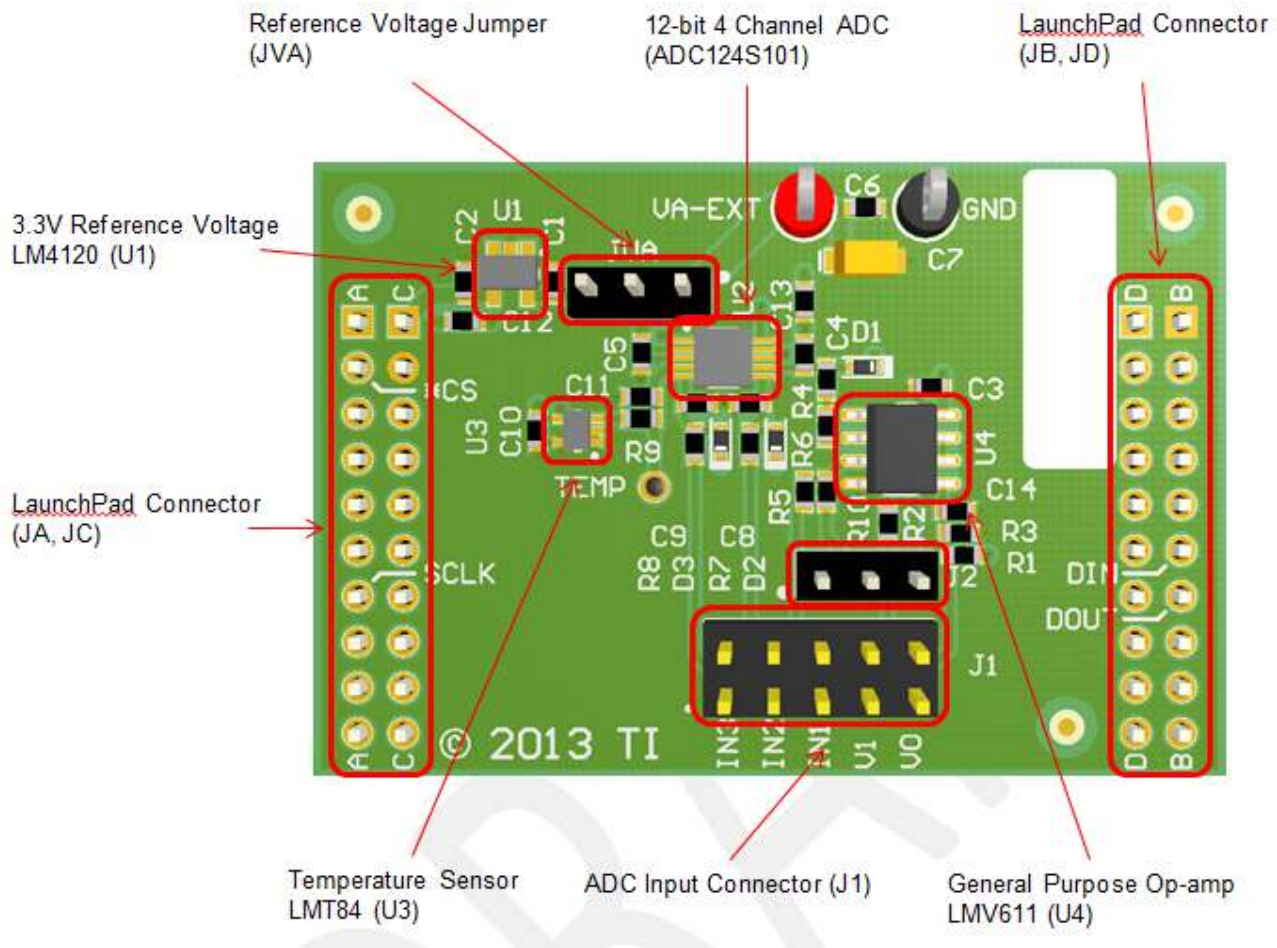 Reference Voltage Jumper
(JVA)
12-bit 4 Channel ADC
(ADC124S101)
LaunchPad Connector
(JB, JD)
3.3V Reference Voltage
LM4120 (U1)
LaunchPad Connector
(JA, JC)
C2
U1
C1
JVA
VA-EXT
C6
GND
C7
A
C
C12
U2
C13
C4
D1
D
B
*CS
C5
C11
C10
U3
R9
TEMP
R4
R6
R5
C3
U4
C14
R10
R2
R3
R1
C9
C8
R8
D3
R7
D2
SCLK
J2
DIN
DOUT
J1
IN3
IN2
IN1
V1
V0
A
C
© 2013 TI
D
B
Temperature Sensor
LMT84 (U3)
ADC Input Connector (J1)
General Purpose Op-amp
LMV611 (U4)